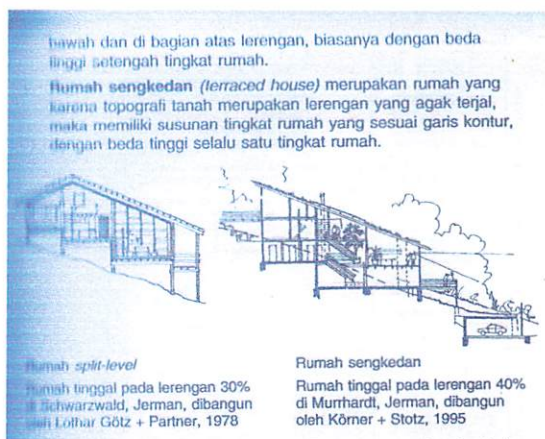 bawah dan di bagian atas lerengan, biasanya dengan beda
tinggi setengah tingkat rumah.
Rumah sengkedan (terraced house) merupakan rumah yang
karena topografi tanah merupakan lerengan yang agak terjal,
maka memiliki susunan tingkat rumah yang sesuai garis kontur,
dengan beda tinggi selalu satu tingkat rumah.
Rumah split-level
Rumah tinggal pada lerengan 30%
di Schwarzwald, Jerman, dibangun
oleh Lothar Götz + Partner, 1978
Rumah sengkedan
Rumah tinggal pada lerengan 40%
di Murrhardt, Jerman, dibangun
oleh Körner + Stotz, 1995